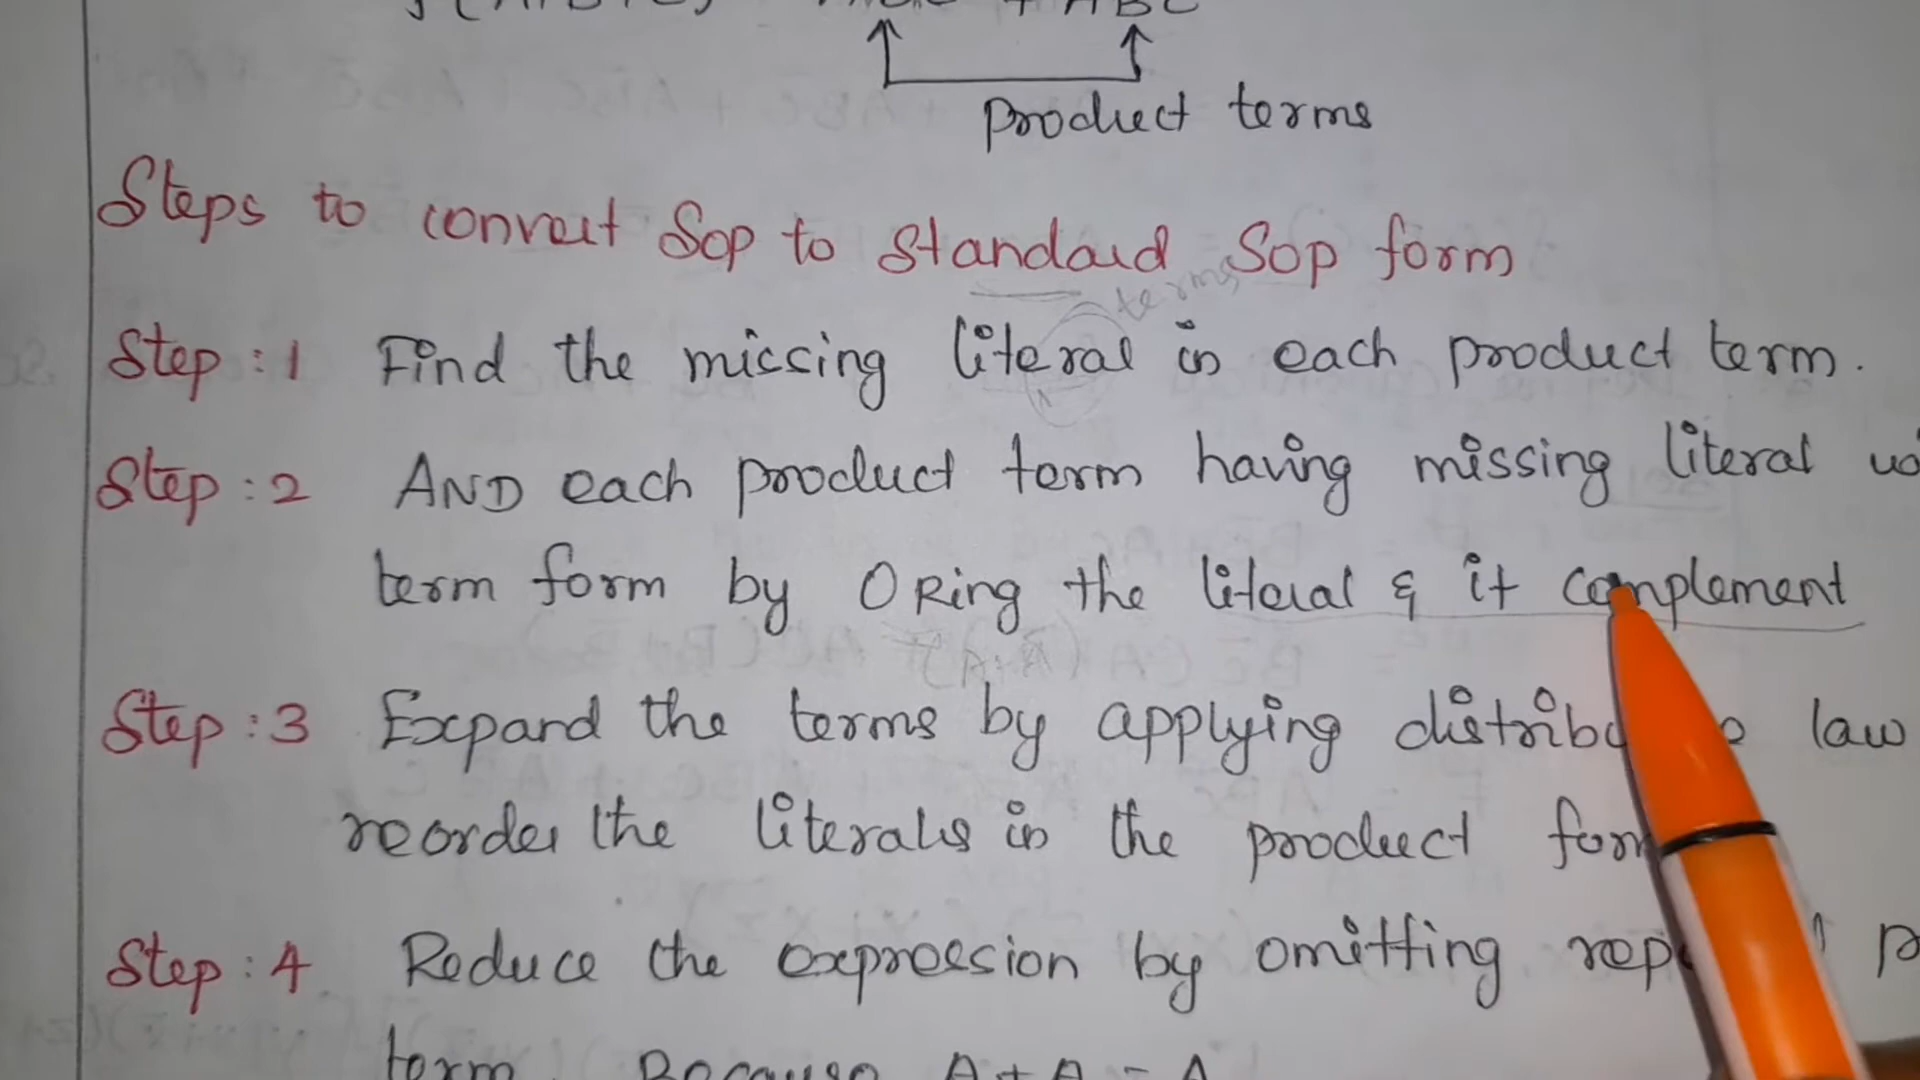 product terms
Steps to convert Sop to standard Sop form
terms
Step:1 Find the missing literal in each product term.
Step:2 AND each product term having missing literal
term form by ORing the literal & it complement
(A+Ā)
Step:3 Expand the terms by applying law
reorder the literals in the product
Step:4 Reduce the expression by omitting
term. Because A+A=A